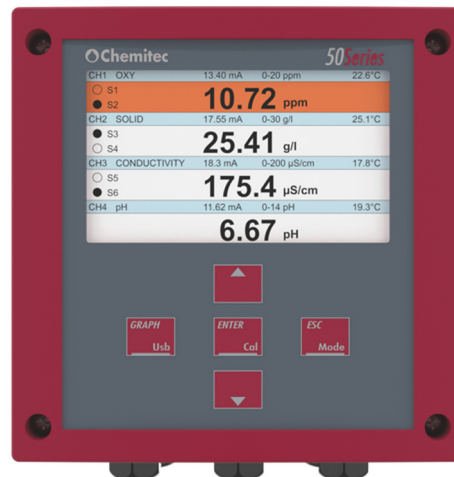 Chemitec 50Series
CH1 OXY 13.40 mA 0-20 ppm 22.6°C
S1
S2
10.72 ppm
CH2 SOLID 17.55 mA 0-30 g/l 25.1°C
S3
S4
25.41 g/l
CH3 CONDUCTIVITY 18.3 mA 0-200 µS/cm 17.8°C
S5
S6
175.4 µS/cm
CH4 pH 11.62 mA 0-14 pH 19.3°C
6.67 pH
GRAPH
Usb
ENTER
Cal
ESC
Mode